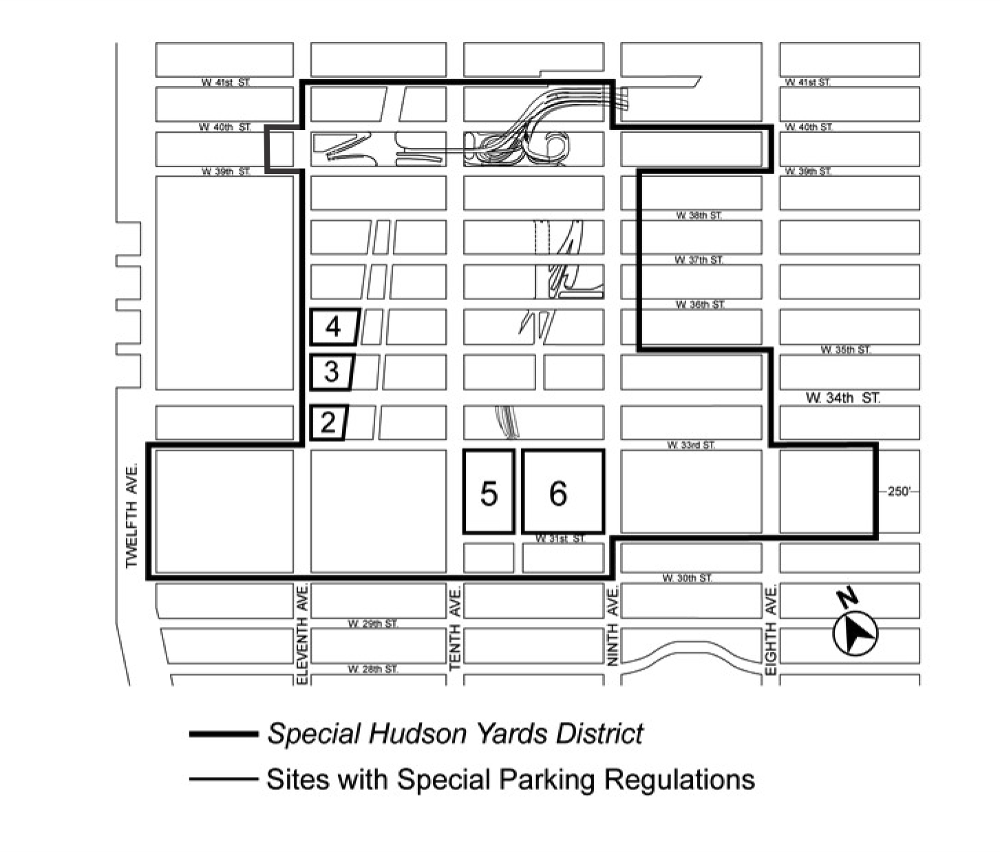 W. 41st ST.
W. 41st ST.
W. 40th ST.
W. 40th ST.
W. 39th ST.
W. 39th ST.
W. 38th ST.
W. 37th ST.
W. 36th ST.
4
W. 35th ST.
3
W. 34th ST.
2
W. 33rd ST.
TWELFTH AVE.
5
6
250'
W. 31st ST.
W. 30th ST.
ELEVENTH AVE.
TENTH AVE.
NINTH AVE.
EIGHTH AVE.
N
W. 29th ST.
W. 28th ST.
Special Hudson Yards District
Sites with Special Parking Regulations